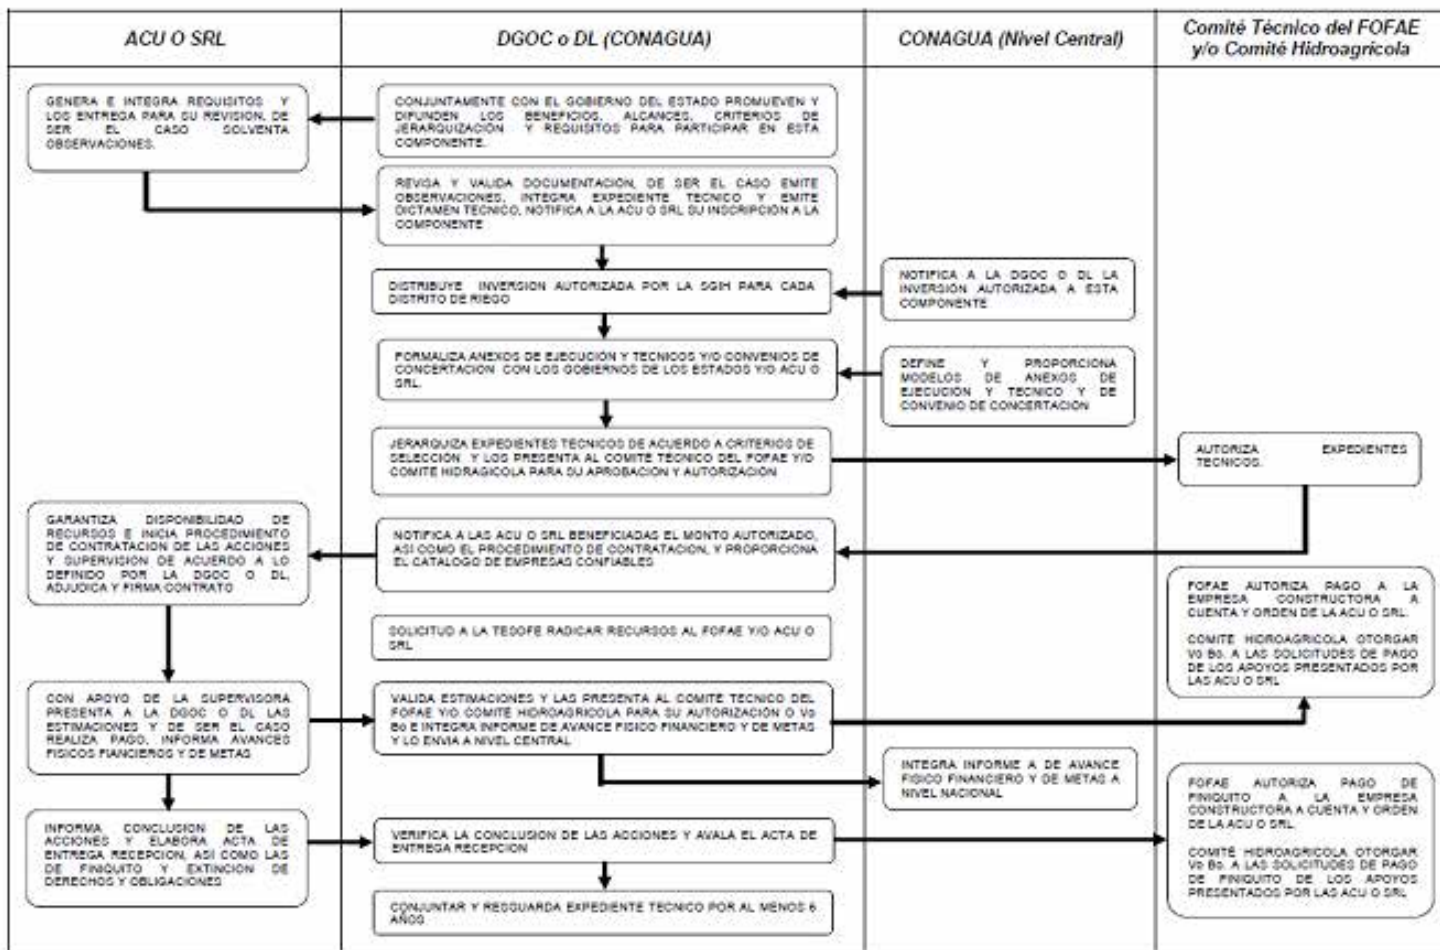 ACU O SRL
DGOC o DL (CONAGUA)
CONAGUA (Nivel Central)
Comité Técnico del FOFAE
y/o Comité Hidroagrícola
GENERA E INTEGRA REQUISITOS Y
LOS ENTREGA PARA SU REVISION, DE
SER EL CASO SOLVENTA
OBSERVACIONES.
CONJUNTAMENTE CON EL GOBIERNO DEL ESTADO PROMUEVEN Y
DIFUNDEN LOS BENEFICIOS, ALCANCES, CRITERIOS DE
JERARQUIZACIÓN Y REQUISITOS PARA PARTICIPAR EN ESTA
COMPONENTE.
REVISA Y VALIDA DOCUMENTACIÓN, DE SER EL CASO EMITE
OBSERVACIONES, INTEGRA EXPEDIENTE TECNICO Y EMITE
DICTAMEN TECNICO, NOTIFICA A LA ACU O SRL SU INSCRIPCIÓN A LA
COMPONENTE
DISTRIBUYE INVERSION AUTORIZADA POR LA SGIH PARA CADA
DISTRITO DE RIEGO
NOTIFICA A LA DGOC O DL LA
INVERSIÓN AUTORIZADA A ESTA
COMPONENTE
FORMALIZA ANEXOS DE EJECUCIÓN Y TECNICOS Y/O CONVENIOS DE
CONCERTACION CON LOS GOBIERNOS DE LOS ESTADOS Y/O ACU O
SRL.
DEFINE Y PROPORCIONA
MODELOS DE ANEXOS DE
EJECUCIÓN Y TECNICO Y DE
CONVENIO DE CONCERTACION
JERARQUIZA EXPEDIENTES TECNICOS DE ACUERDO A CRITERIOS DE
SELECCIÓN Y LOS PRESENTA AL COMITÉ TECNICO DEL FOFAE Y/O
COMITE HIDRAGICOLA PARA SU APROBACION Y AUTORIZACIÓN
AUTORIZA EXPEDIENTES
TECNICOS.
GARANTIZA DISPONIBILIDAD DE
RECURSOS E INICIA PROCEDIMIENTO
DE CONTRATACION DE LAS ACCIONES
Y SUPERVISION DE ACUERDO A LO
DEFINIDO POR LA DGOC O DL,
ADJUDICA Y FIRMA CONTRATO
NOTIFICA A LAS ACU O SRL BENEFICIADAS EL MONTO AUTORIZADO,
ASI COMO EL PROCEDIMIENTO DE CONTRATACION, Y PROPORCIONA
EL CATALOGO DE EMPRESAS CONFIABLES
SOLICITUD A LA TESOFE RADICAR RECURSOS AL FOFAE Y/O ACU O
SRL
FOFAE AUTORIZA PAGO A LA
EMPRESA CONSTRUCTORA A
CUENTA Y ORDEN DE LA ACU O SRL.
COMITÉ HIDROAGRICOLA OTORGAR
Vo Bo. A LAS SOLICITUDES DE PAGO
DE LOS APOYOS PRESENTADOS POR
LAS ACU O SRL
CON APOYO DE LA SUPERVISORA
PRESENTA A LA DGOC O DL LAS
ESTIMACIONES Y DE SER EL CASO
REALIZA PAGO, INFORMA AVANCES
FISICOS FIANCIEROS Y DE METAS
VALIDA ESTIMACIONES Y LAS PRESENTA AL COMITE TECNICO DEL
FOFAE Y/O COMITÉ HIDROAGRICOLA PARA SU AUTORIZACIÓN O Vo
Bo E INTEGRA INFORME DE AVANCE FISICO FINANCIERO Y DE METAS
Y LO ENVIA A NIVEL CENTRAL
INTEGRA INFORME A DE AVANCE
FISICO FINANCIERO Y DE METAS A
NIVEL NACIONAL
INFORMA CONCLUSION DE LAS
ACCIONES Y ELABORA ACTA DE
ENTREGA RECEPCION, ASÍ COMO LAS
DE FINIQUITO Y EXTINCION DE
DERECHOS Y OBLIGACIONES
VERIFICA LA CONCLUSION DE LAS ACCIONES Y AVALA EL ACTA DE
ENTREGA RECEPCION
FOFAE AUTORIZA PAGO DE
FINIQUITO A LA EMPRESA
CONSTRUCTORA A CUENTA Y ORDEN
DE LA ACU O SRL.
COMITÉ HIDROAGRICOLA OTORGAR
Vo Bo. A LAS SOLICITUDES DE PAGO
DE FINIQUITO DE LOS APOYOS
PRESENTADOS POR LAS ACU O SRL
CONJUNTAR Y RESGUARDA EXPEDIENTE TECNICO POR AL MENOS 6
AÑOS